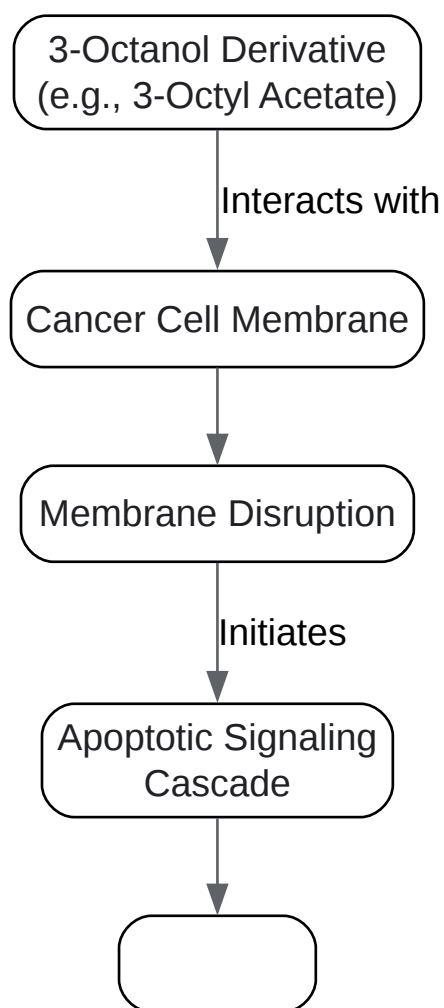 3-Octanol Derivative
(e.g., 3-Octyl Acetate)
Interacts with
Cancer Cell Membrane
Membrane Disruption
Initiates
Apoptotic Signaling
Cascade